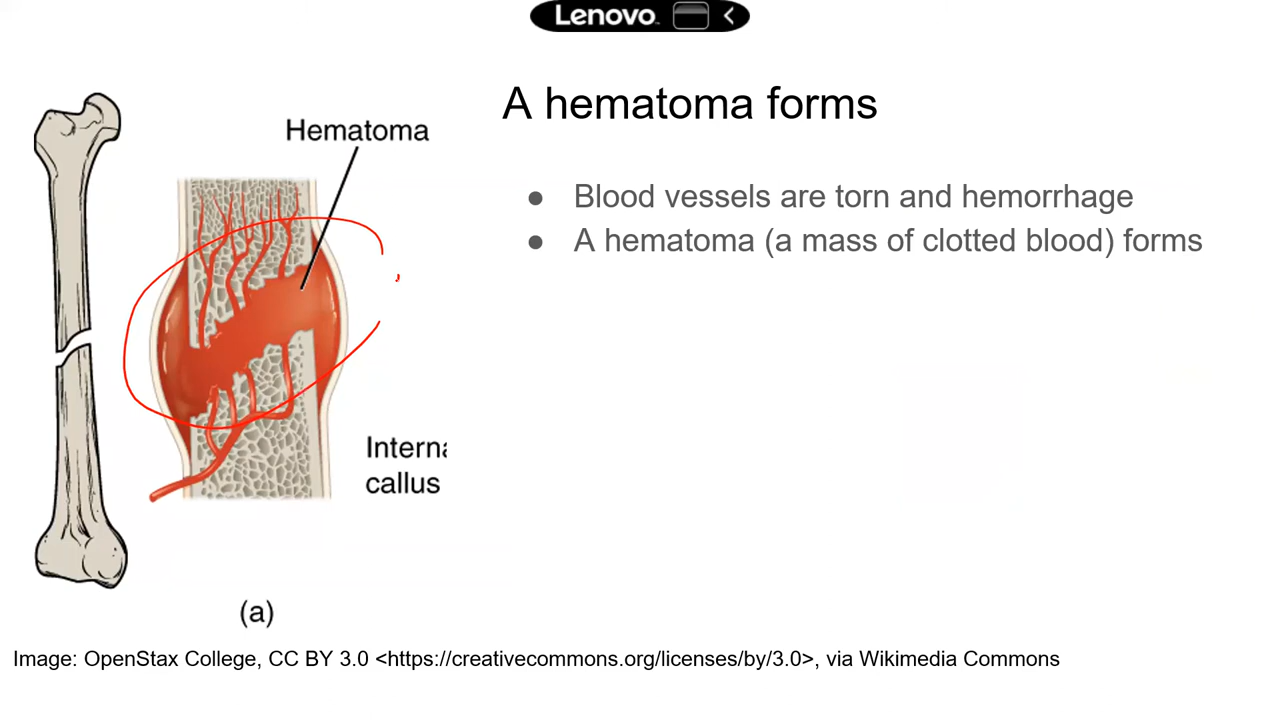 Lenovo
A hematoma forms
Hematoma
● Blood vessels are torn and hemorrhage
● A hematoma (a mass of clotted blood) forms
Interna
callus
(a)
Image: OpenStax College, CC BY 3.0 <https://creativecommons.org/licenses/by/3.0>, via Wikimedia Commons